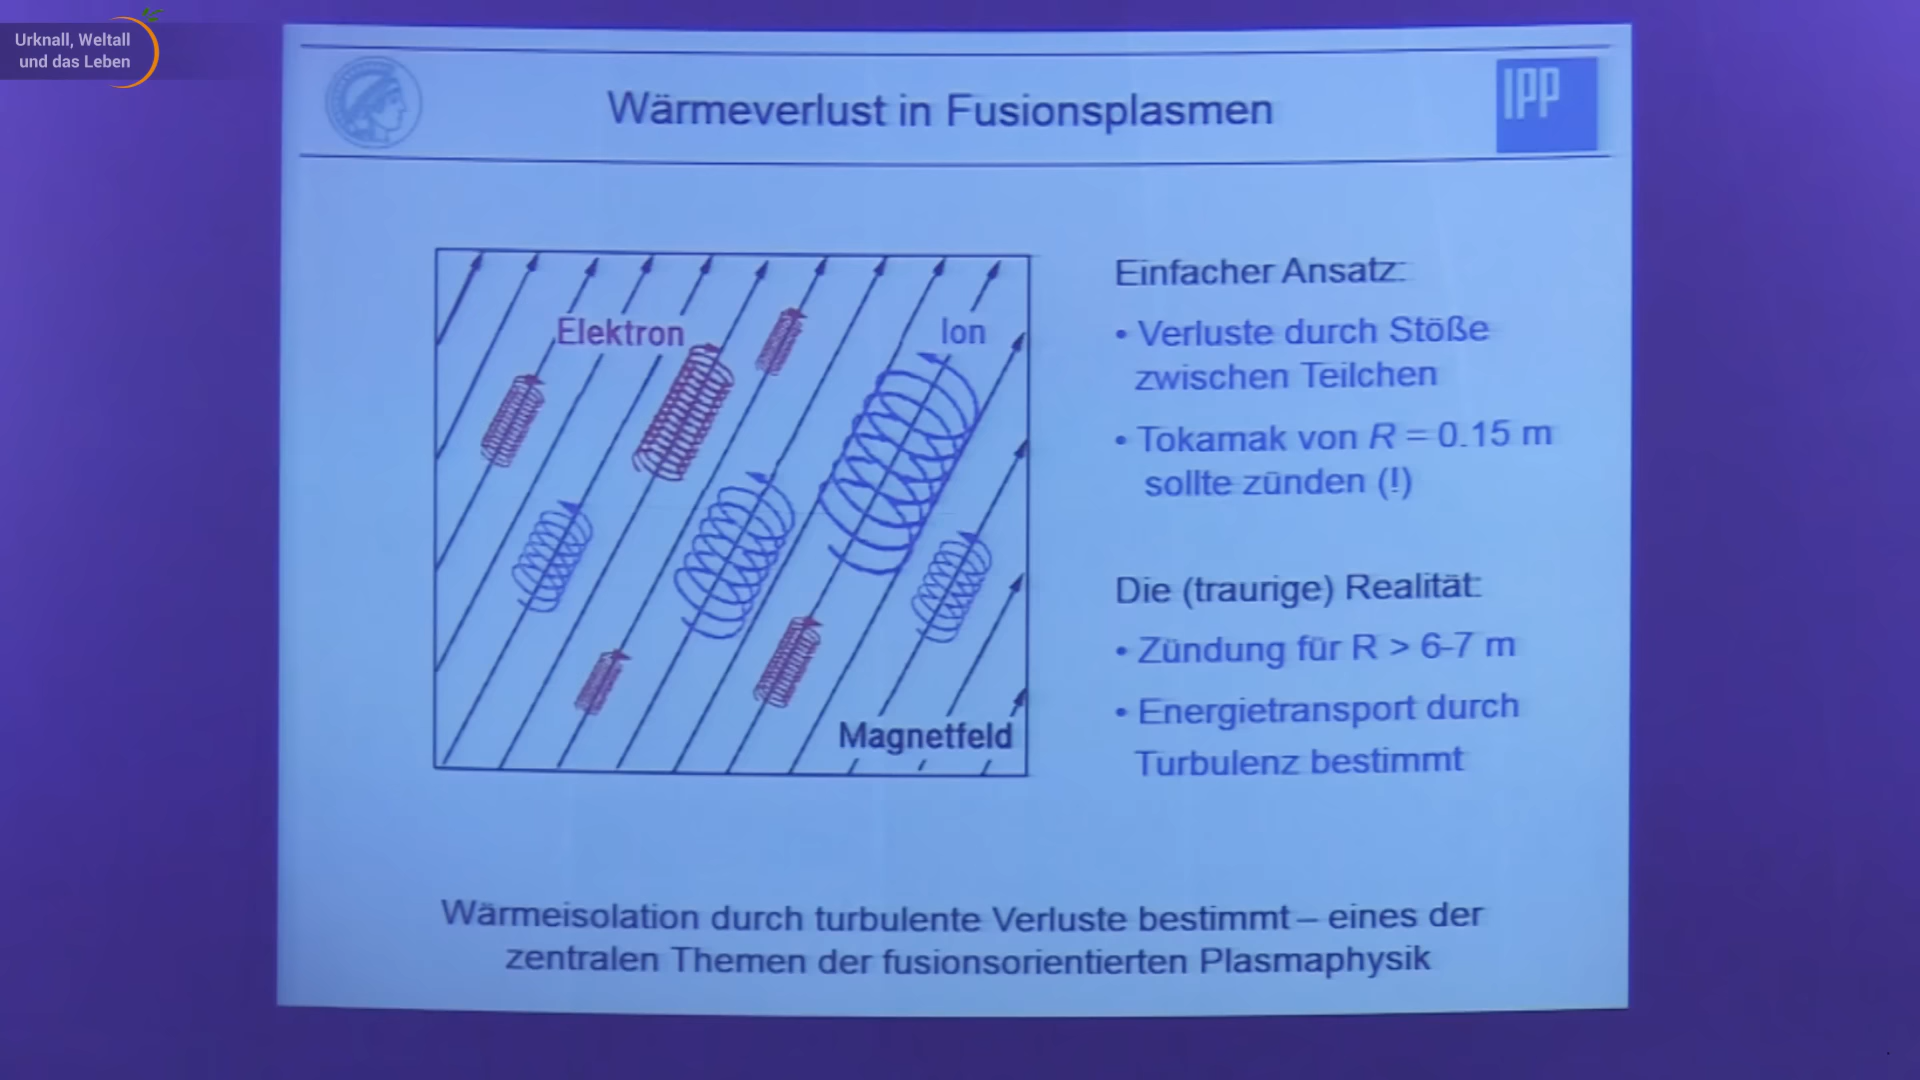 Urknall, Weltall
und das Leben
Wärmeverlust in Fusionsplasmen
IPP
Elektron
Ion
Magnetfeld
Einfacher Ansatz:
• Verluste durch Stöße
zwischen Teilchen
• Tokamak von R = 0.15 m
sollte zünden (!)
Die (traurige) Realität:
• Zündung für R > 6-7 m
• Energietransport durch
Turbulenz bestimmt
Wärmeisolation durch turbulente Verluste bestimmt – eines der
zentralen Themen der fusionsorientierten Plasmaphysik